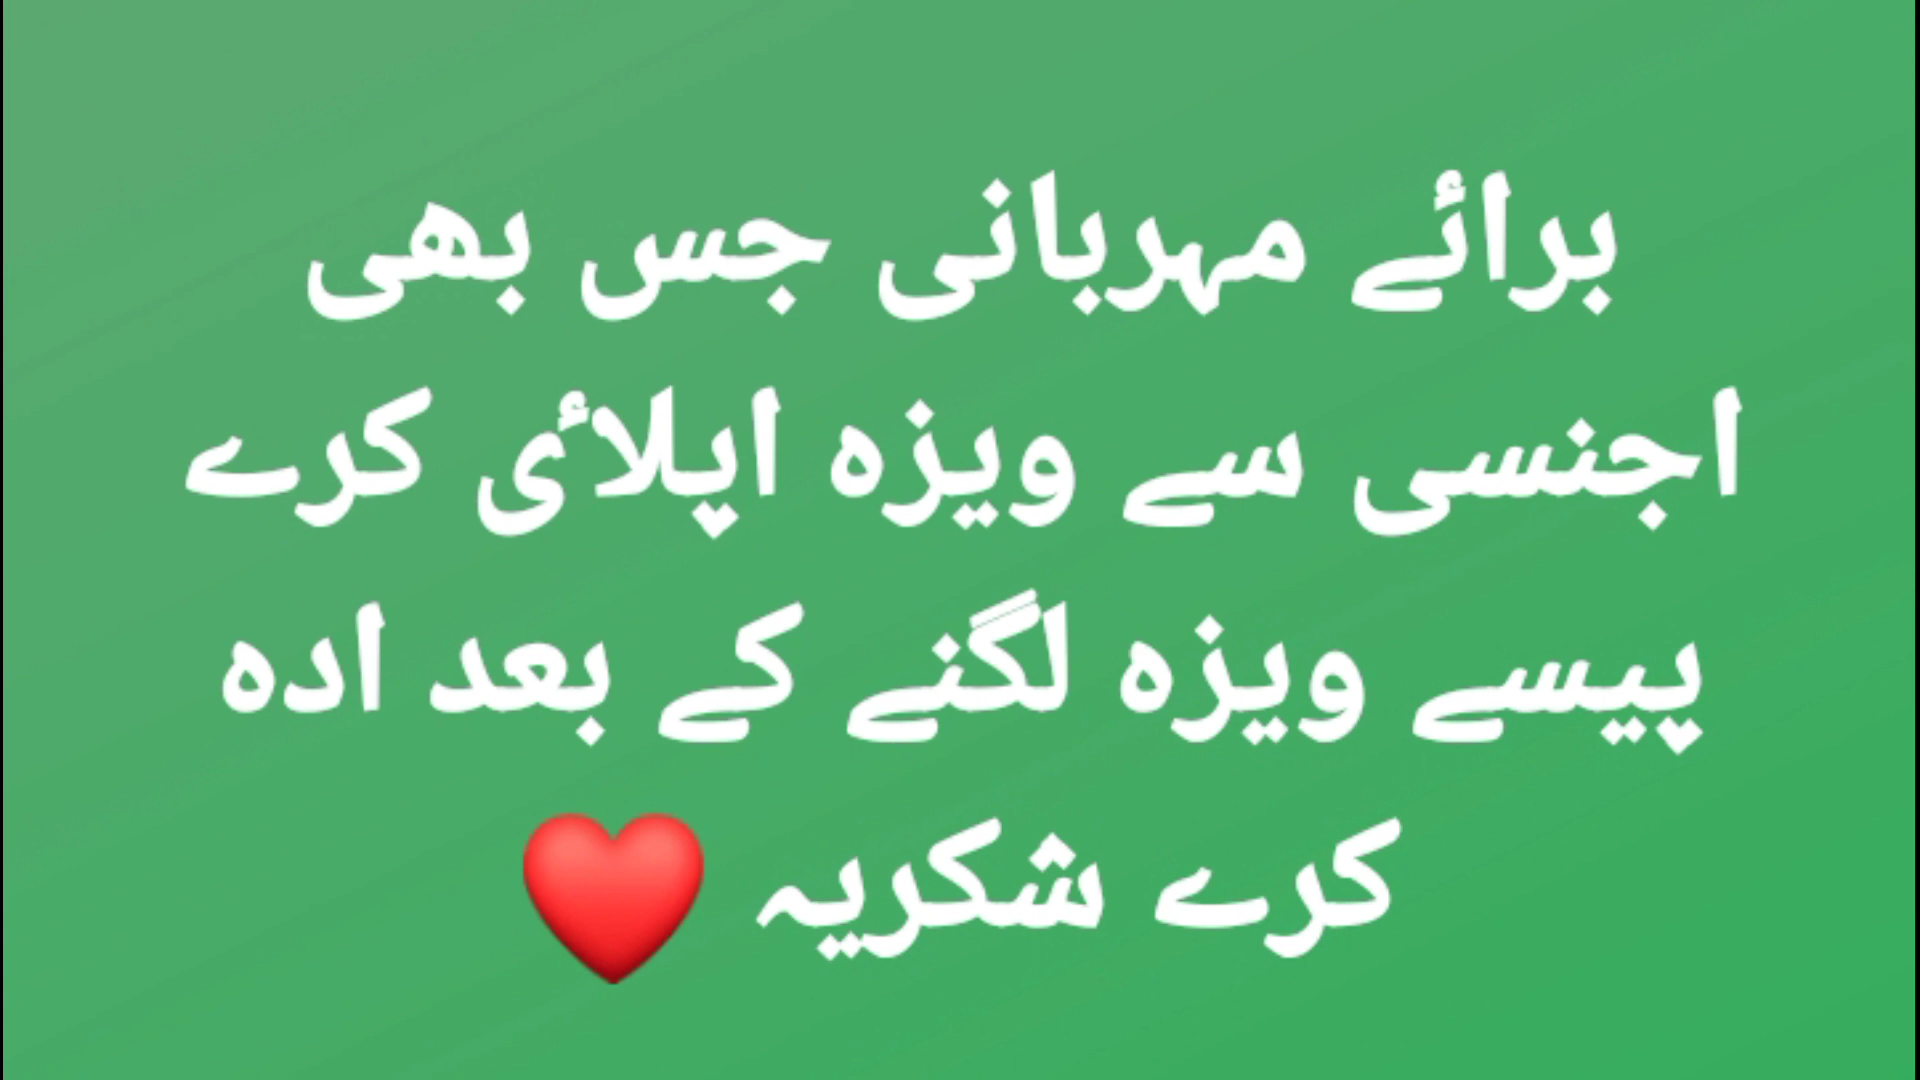 برائے مہربانی جس بھی
اجنسی سے ویزہ اپلائی کرے
پیسے ویزہ لگنے کے بعد ادہ
کرے شکریہ ❤️